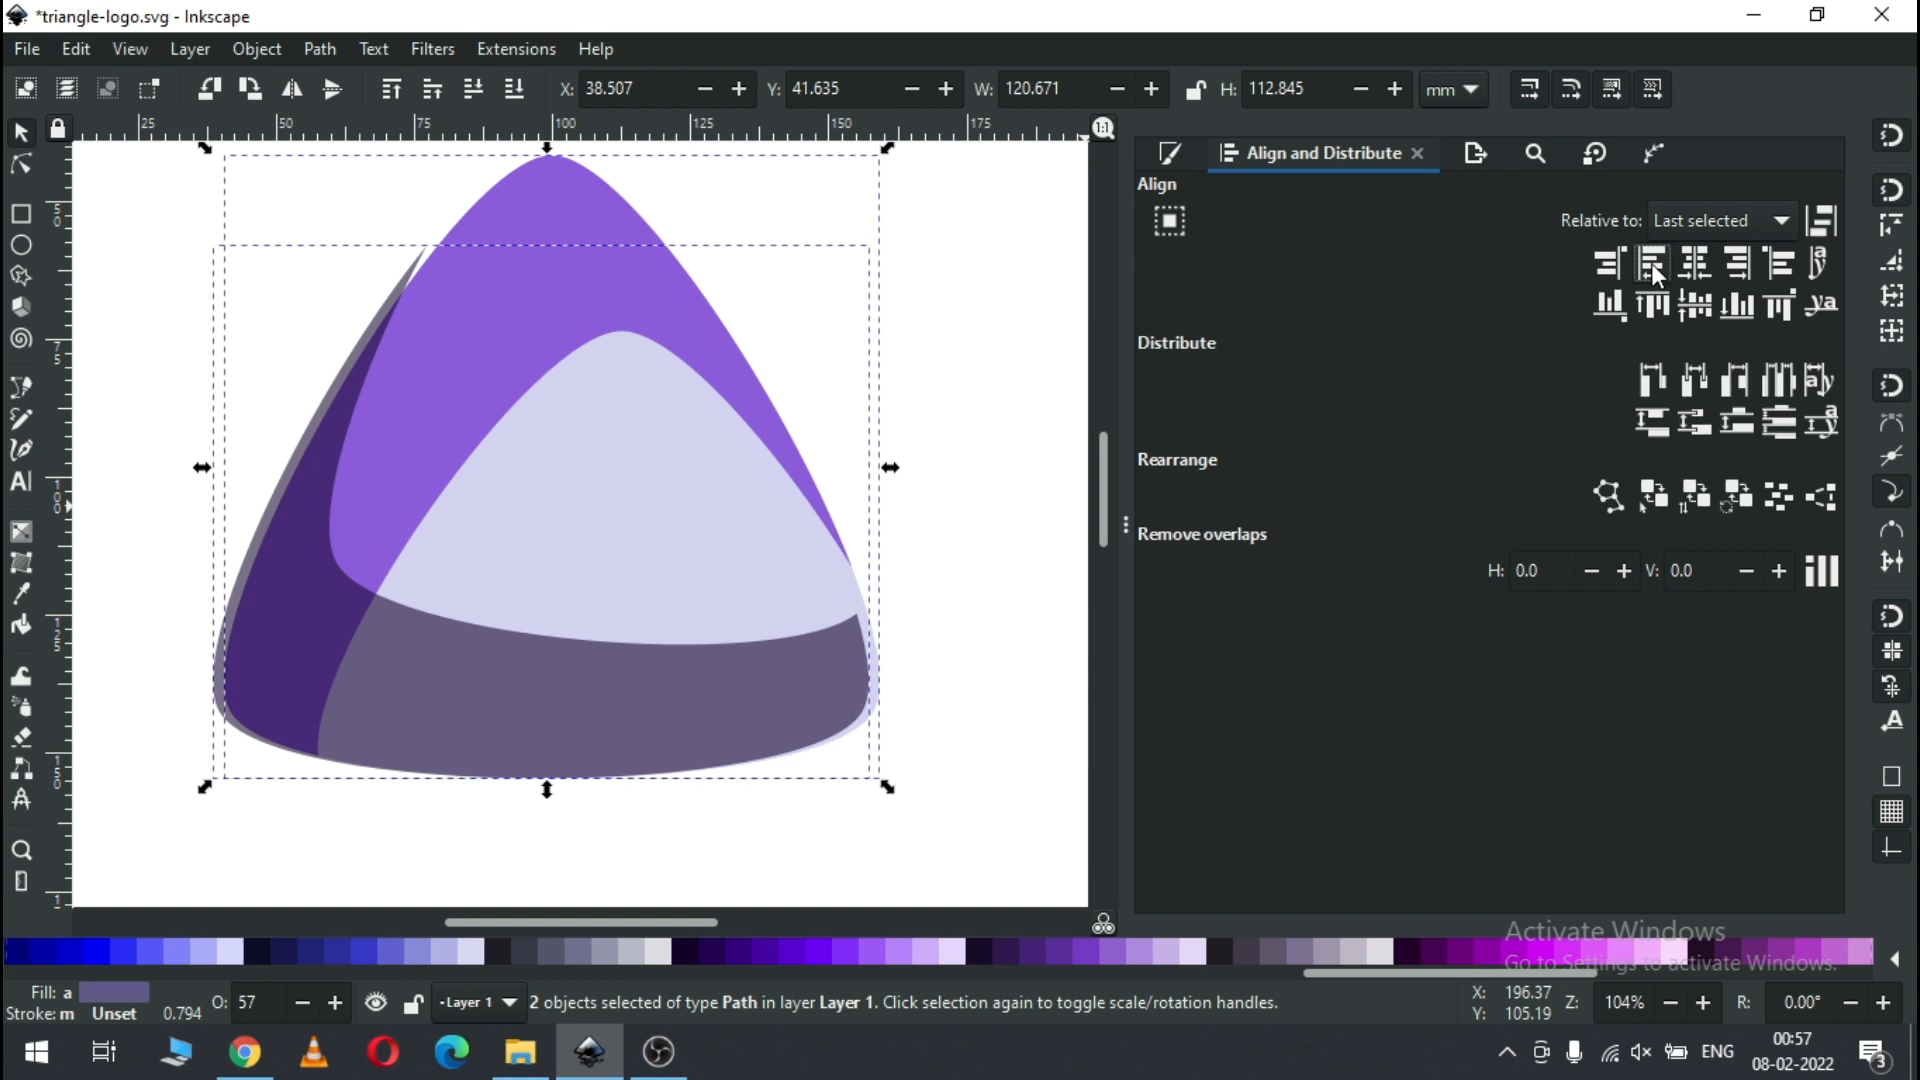 *triangle-logo.svg - Inkscape
File Edit View Layer Object Path Text Filters Extensions Help
X: 38.507 Y: 41.635 W: 120.671 H: 112.845 mm
25 50 75 100 125 150 175
1:1
Align and Distribute
Align
Relative to: Last selected
Distribute
Rearrange
Remove overlaps
H: 0.0 V: 0.0
Activate Windows
Go to Settings to activate Windows.
Fill: a
Stroke: m Unset 0.794 O: 57
•Layer 1
2 objects selected of type Path in layer Layer 1. Click selection again to toggle scale/rotation handles.
X: 196.37
Y: 105.19
Z: 104% R: 0.00°
ENG
00:57
08-02-2022
3